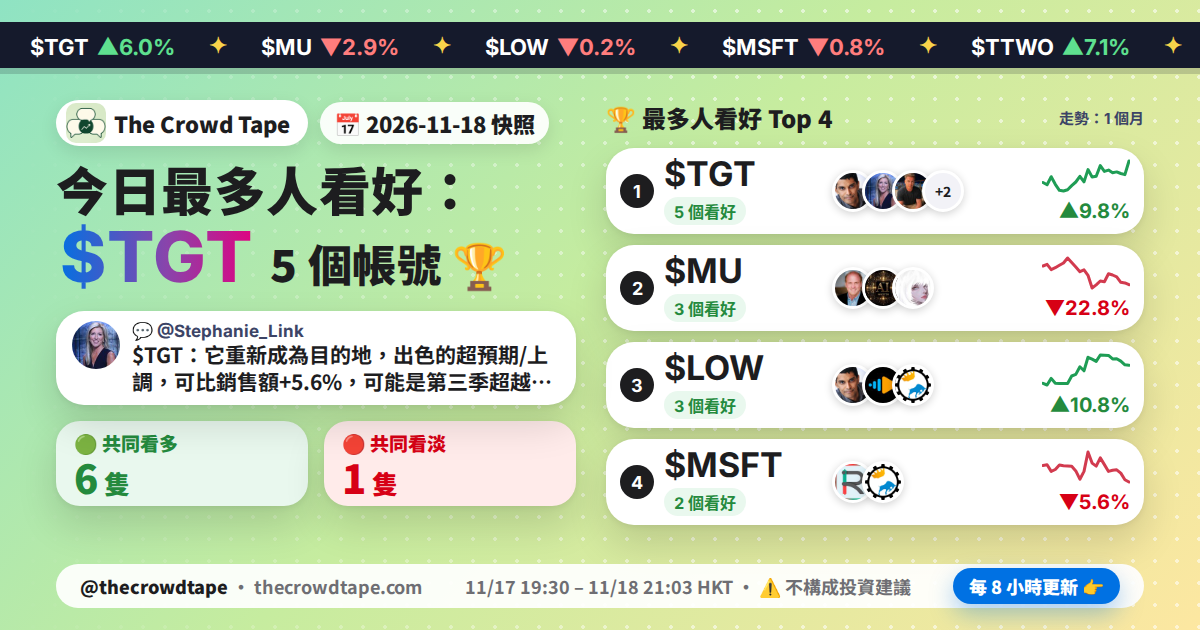 $TGT ▲6.0% ✦ $MU ▼2.9% ✦ $LOW ▼0.2% ✦ $MSFT ▼0.8% ✦ $TTWO ▲7.1% ✦
The Crowd Tape
📅 2026-11-18 快照
今日最多人看好：
$TGT 5 個帳號 🏆
💬 @Stephanie_Link
$TGT：它重新成為目的地，出色的超預期/上
調，可比銷售額+5.6%，可能是第三季超越…
🟢 共同看多
6 隻
🔴 共同看淡
1 隻
🏆 最多人看好 Top 4
走勢：1個月
1 $TGT
5 個看好
+2
▲9.8%
2 $MU
3 個看好
▼22.8%
3 $LOW
3 個看好
▲10.8%
4 $MSFT
2 個看好
▼5.6%
@thecrowdtape · thecrowdtape.com
11/17 19:30 – 11/18 21:03 HKT · ⚠️ 不構成投資建議
每 8 小時更新 👉